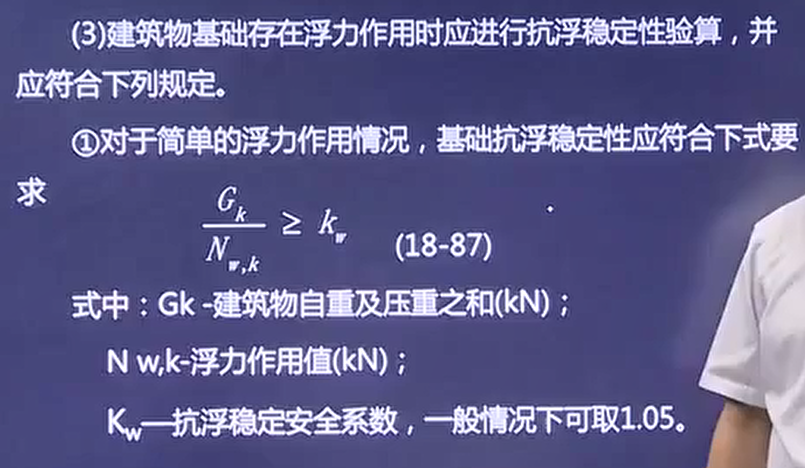 (3)建筑物基础存在浮力作用时应进行抗浮稳定性验算，并
应符合下列规定。
①对于简单的浮力作用情况，基础抗浮稳定性应符合下式要
求
G_k / N_{w,k} ≥ k_w (18-87)
式中：Gk -建筑物自重及压重之和(kN)；
N w,k-浮力作用值(kN)；
K_w—抗浮稳定安全系数，一般情况下可取1.05。